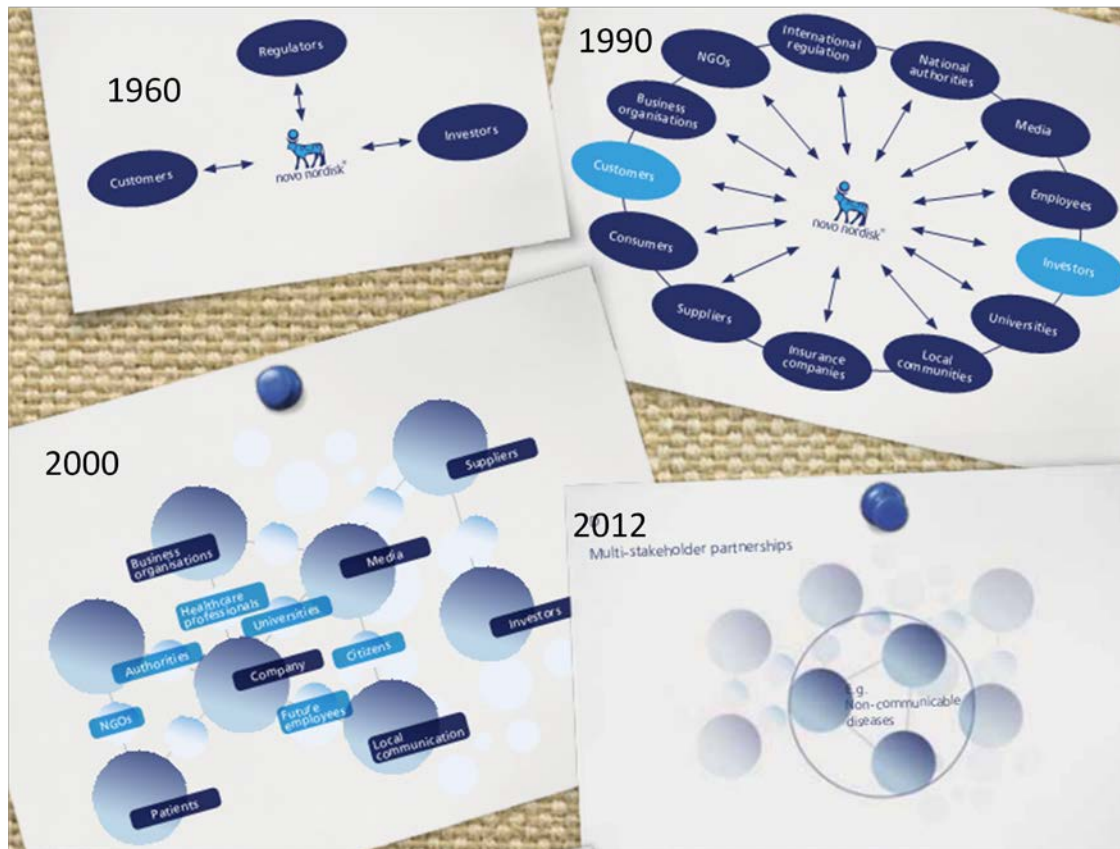 1960
Regulators
Customers
Investors
novo nordisk®
1990
International
regulation
National
authorities
NGOs
Media
Business
organisations
Employees
Customers
Investors
Consumers
novo nordisk®
Suppliers
Universities
Insurance
companies
Local
communities
2000
Suppliers
Business
organisations
Media
Healthcare
professionals
Universities
Investors
Authorities
Company
Citizens
NGOs
Future
employees
Local
communication
Patients
2012
Multi-stakeholder partnerships
E.g.
Non-communicable
diseases